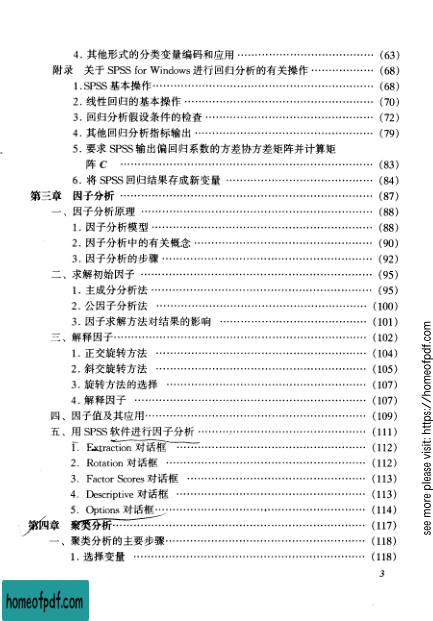 4. 其他形式的分类变量编码和应用 ………………………… (63)
附录 关于 SPSS for Windows 进行回归分析的有关操作 ……………… (68)
1. SPSS 基本操作………………………………………… (68)
2. 线性回归的基本操作 …………………………………… (70)
3. 回归分析假设条件的检查 ……………………………… (72)
4. 其他回归分析指标输出 ………………………………… (79)
5. 要求 SPSS 输出偏回归系数的方差协方差矩阵并计算矩
阵 C ……………………………………………………… (83)
6. 将 SPSS 回归结果存成新变量 ………………………… (84)
第三章 因子分析 ………………………………………………… (87)
一、因子分析原理 ……………………………………………… (88)
1. 因子分析模型 …………………………………………… (88)
2. 因子分析中的有关概念 ………………………………… (90)
3. 因子分析的步骤 ………………………………………… (92)
二、求解初始因子 ……………………………………………… (95)
1. 主成分分析法 …………………………………………… (95)
2. 公因子分析法 …………………………………………… (100)
3. 因子求解方法对结果的影响 …………………………… (101)
三、解释因子 …………………………………………………… (102)
1. 正交旋转方法 …………………………………………… (104)
2. 斜交旋转方法 …………………………………………… (105)
3. 旋转方法的选择 ………………………………………… (107)
4. 解释因子 ………………………………………………… (107)
四、因子值及其应用 …………………………………………… (109)
五、用 SPSS 软件进行因子分析 ……………………………… (111)
1. Extraction 对话框 ……………………………………… (112)
2. Rotation 对话框 ………………………………………… (112)
3. Factor Scores 对话框 …………………………………… (113)
4. Descriptive 对话框 ……………………………………… (113)
5. Options 对话框 ………………………………………… (114)
第四章 聚类分析 ………………………………………………… (117)
一、聚类分析的主要步骤 ……………………………………… (118)
1. 选择变量 ………………………………………………… (118)
3
homeofpdf.com
see more please visit: https://homeofpdf.com